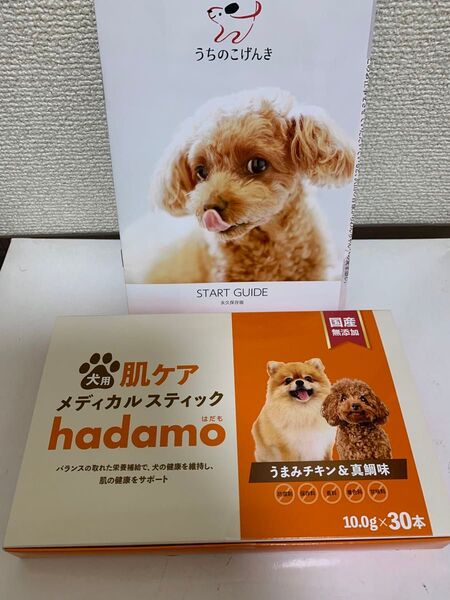 うちのこげんき
START GUIDE
永久保存版
国産
無添加
犬用
肌ケア
メディカル スティック
はだも
hadamo
バランスの取れた栄養補給で、犬の健康を維持し、
肌の健康をサポート
うまみチキン&真鯛味
10.0g×30本